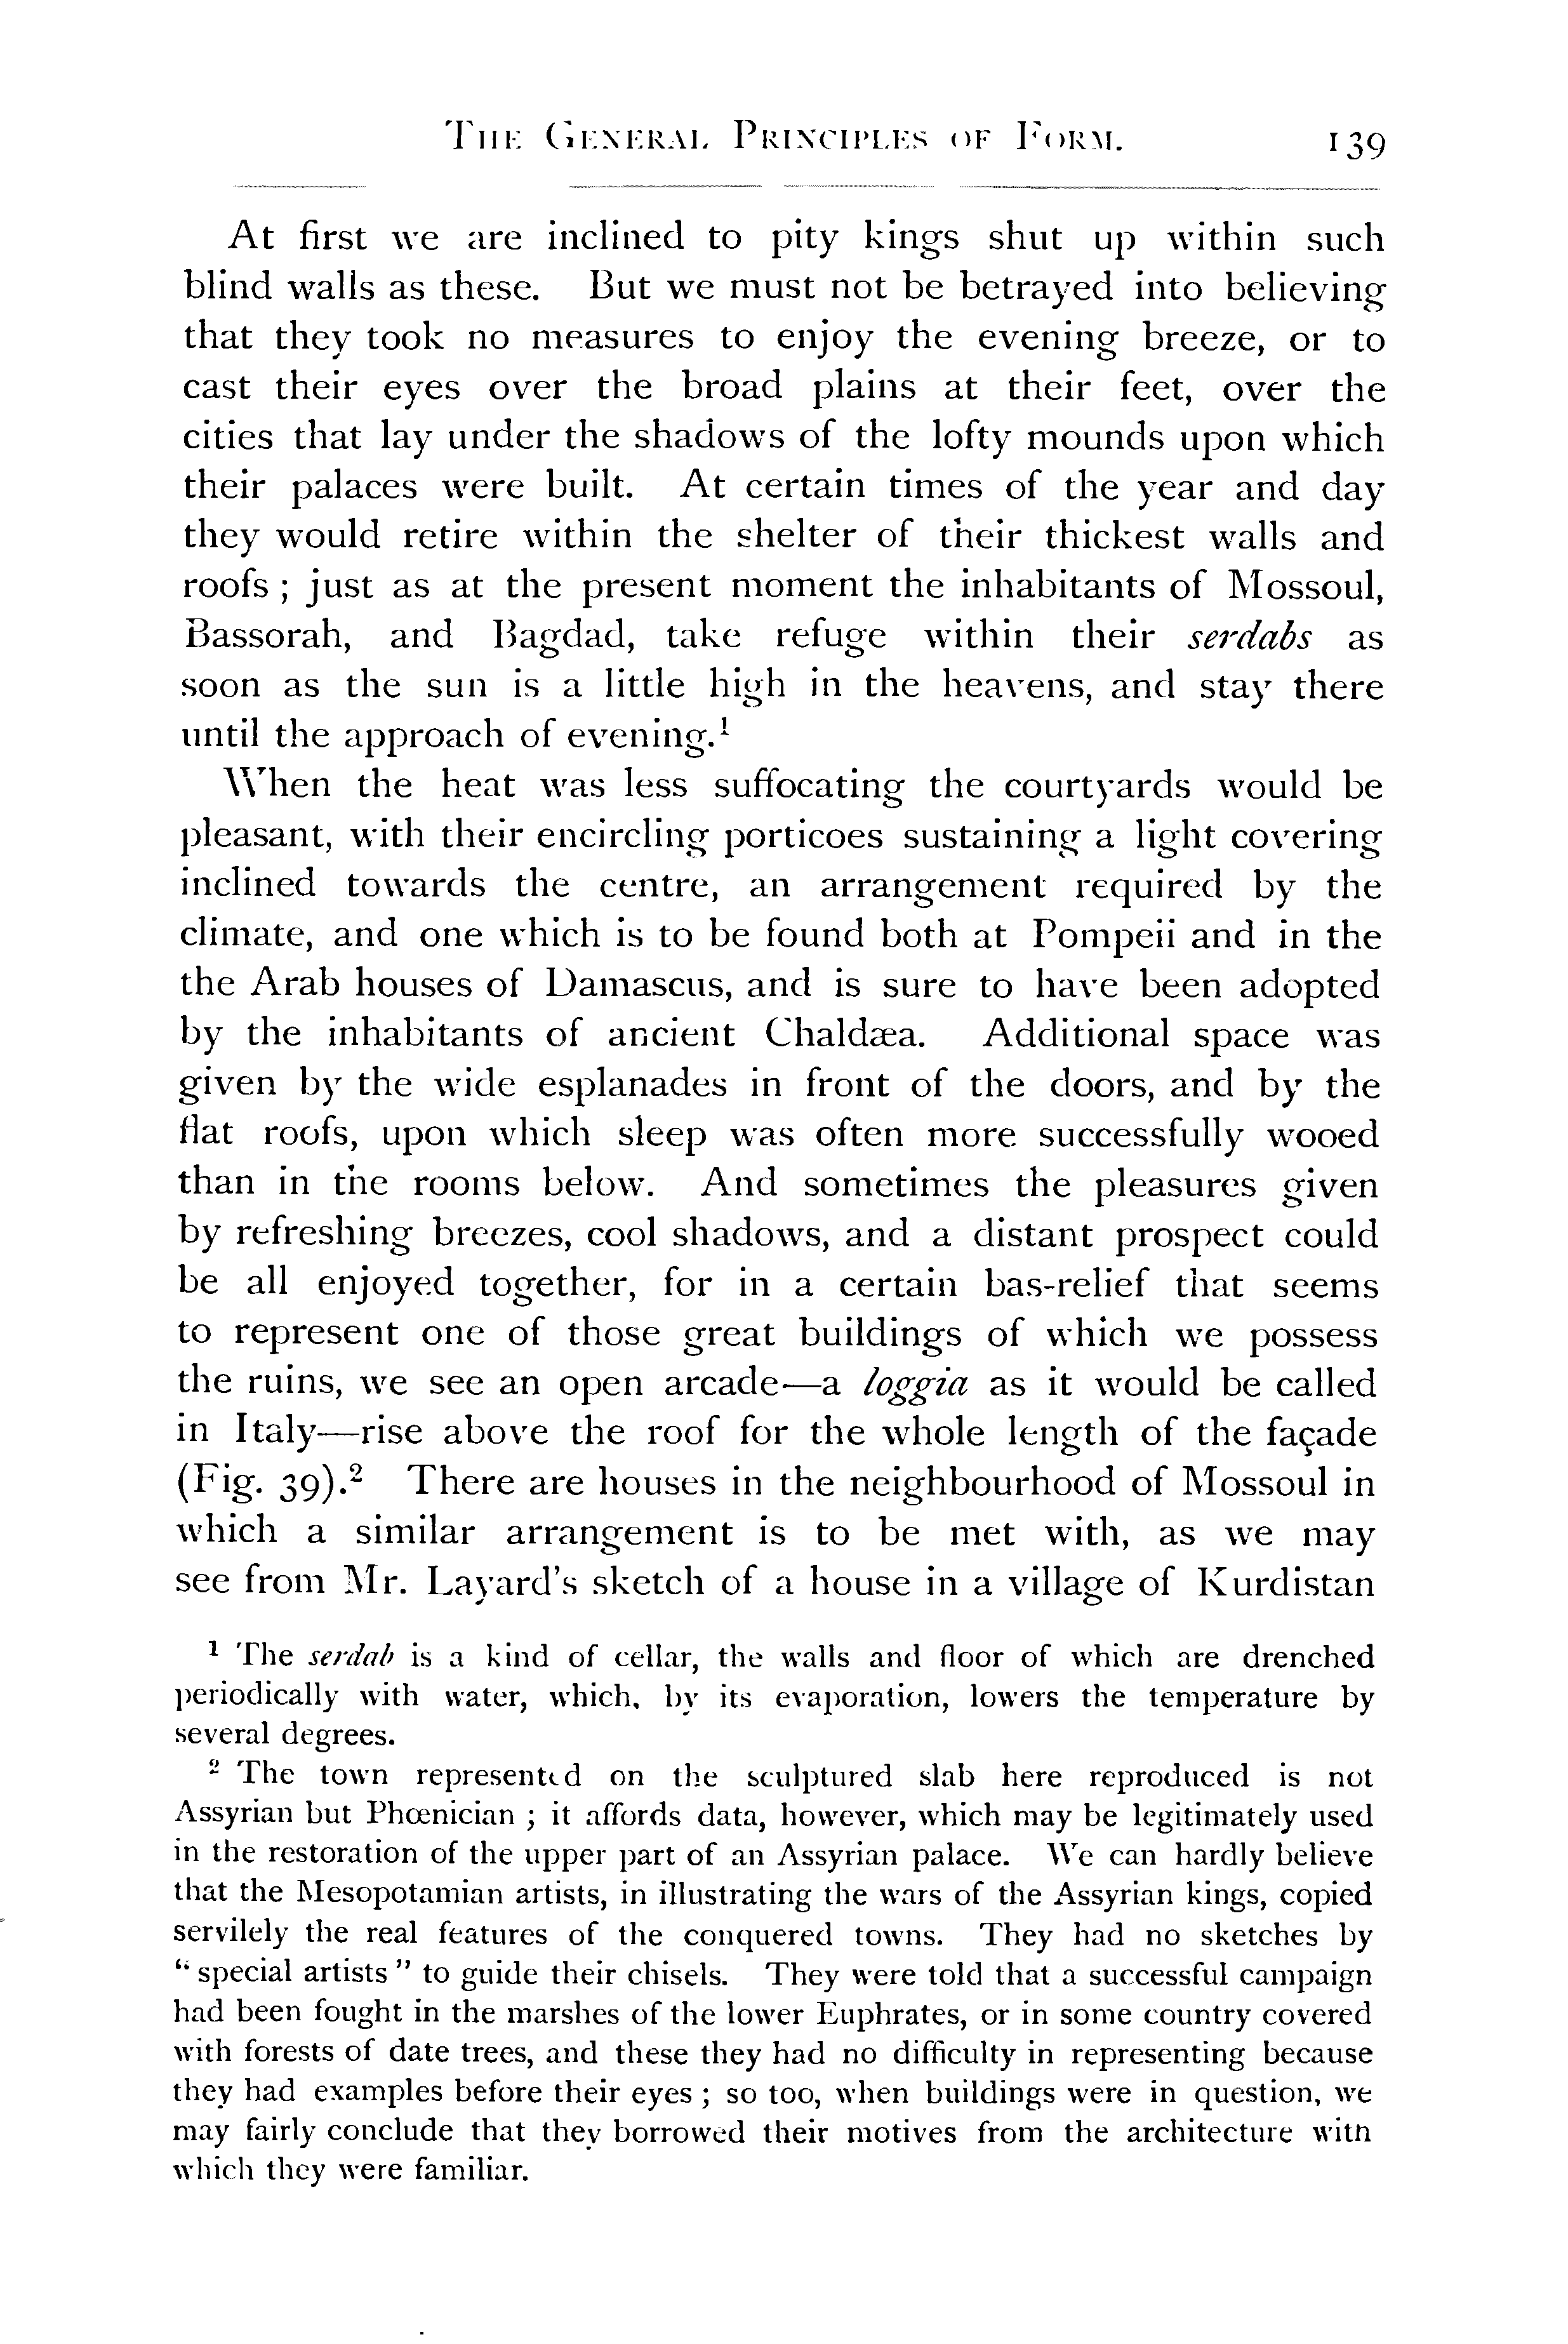 THE GENERAL PRINCIPLES OF FORM. 139
At first we are inclined to pity kings shut up within such
blind walls as these. But we must not be betrayed into believing
that they took no measures to enjoy the evening breeze, or to
cast their eyes over the broad plains at their feet, over the
cities that lay under the shadows of the lofty mounds upon which
their palaces were built. At certain times of the year and day
they would retire within the shelter of their thickest walls and
roofs ; just as at the present moment the inhabitants of Mossoul,
Bassorah, and Bagdad, take refuge within their serdabs as
soon as the sun is a little high in the heavens, and stay there
until the approach of evening.¹
When the heat was less suffocating the courtyards would be
pleasant, with their encircling porticoes sustaining a light covering
inclined towards the centre, an arrangement required by the
climate, and one which is to be found both at Pompeii and in the
the Arab houses of Damascus, and is sure to have been adopted
by the inhabitants of ancient Chaldæa. Additional space was
given by the wide esplanades in front of the doors, and by the
flat roofs, upon which sleep was often more successfully wooed
than in the rooms below. And sometimes the pleasures given
by refreshing breezes, cool shadows, and a distant prospect could
be all enjoyed together, for in a certain bas-relief that seems
to represent one of those great buildings of which we possess
the ruins, we see an open arcade—a loggia as it would be called
in Italy—rise above the roof for the whole length of the façade
(Fig. 39).² There are houses in the neighbourhood of Mossoul in
which a similar arrangement is to be met with, as we may
see from Mr. Layard's sketch of a house in a village of Kurdistan
¹ The serdab is a kind of cellar, the walls and floor of which are drenched
periodically with water, which, by its evaporation, lowers the temperature by
several degrees.
² The town represented on the sculptured slab here reproduced is not
Assyrian but Phœnician ; it affords data, however, which may be legitimately used
in the restoration of the upper part of an Assyrian palace. We can hardly believe
that the Mesopotamian artists, in illustrating the wars of the Assyrian kings, copied
servilely the real features of the conquered towns. They had no sketches by
“ special artists ” to guide their chisels. They were told that a successful campaign
had been fought in the marshes of the lower Euphrates, or in some country covered
with forests of date trees, and these they had no difficulty in representing because
they had examples before their eyes ; so too, when buildings were in question, we
may fairly conclude that they borrowed their motives from the architecture with
which they were familiar.